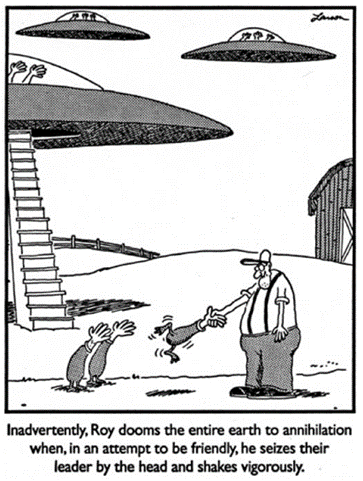 Larson
Inadvertently, Roy dooms the entire earth to annihilation
when, in an attempt to be friendly, he seizes their
leader by the head and shakes vigorously.